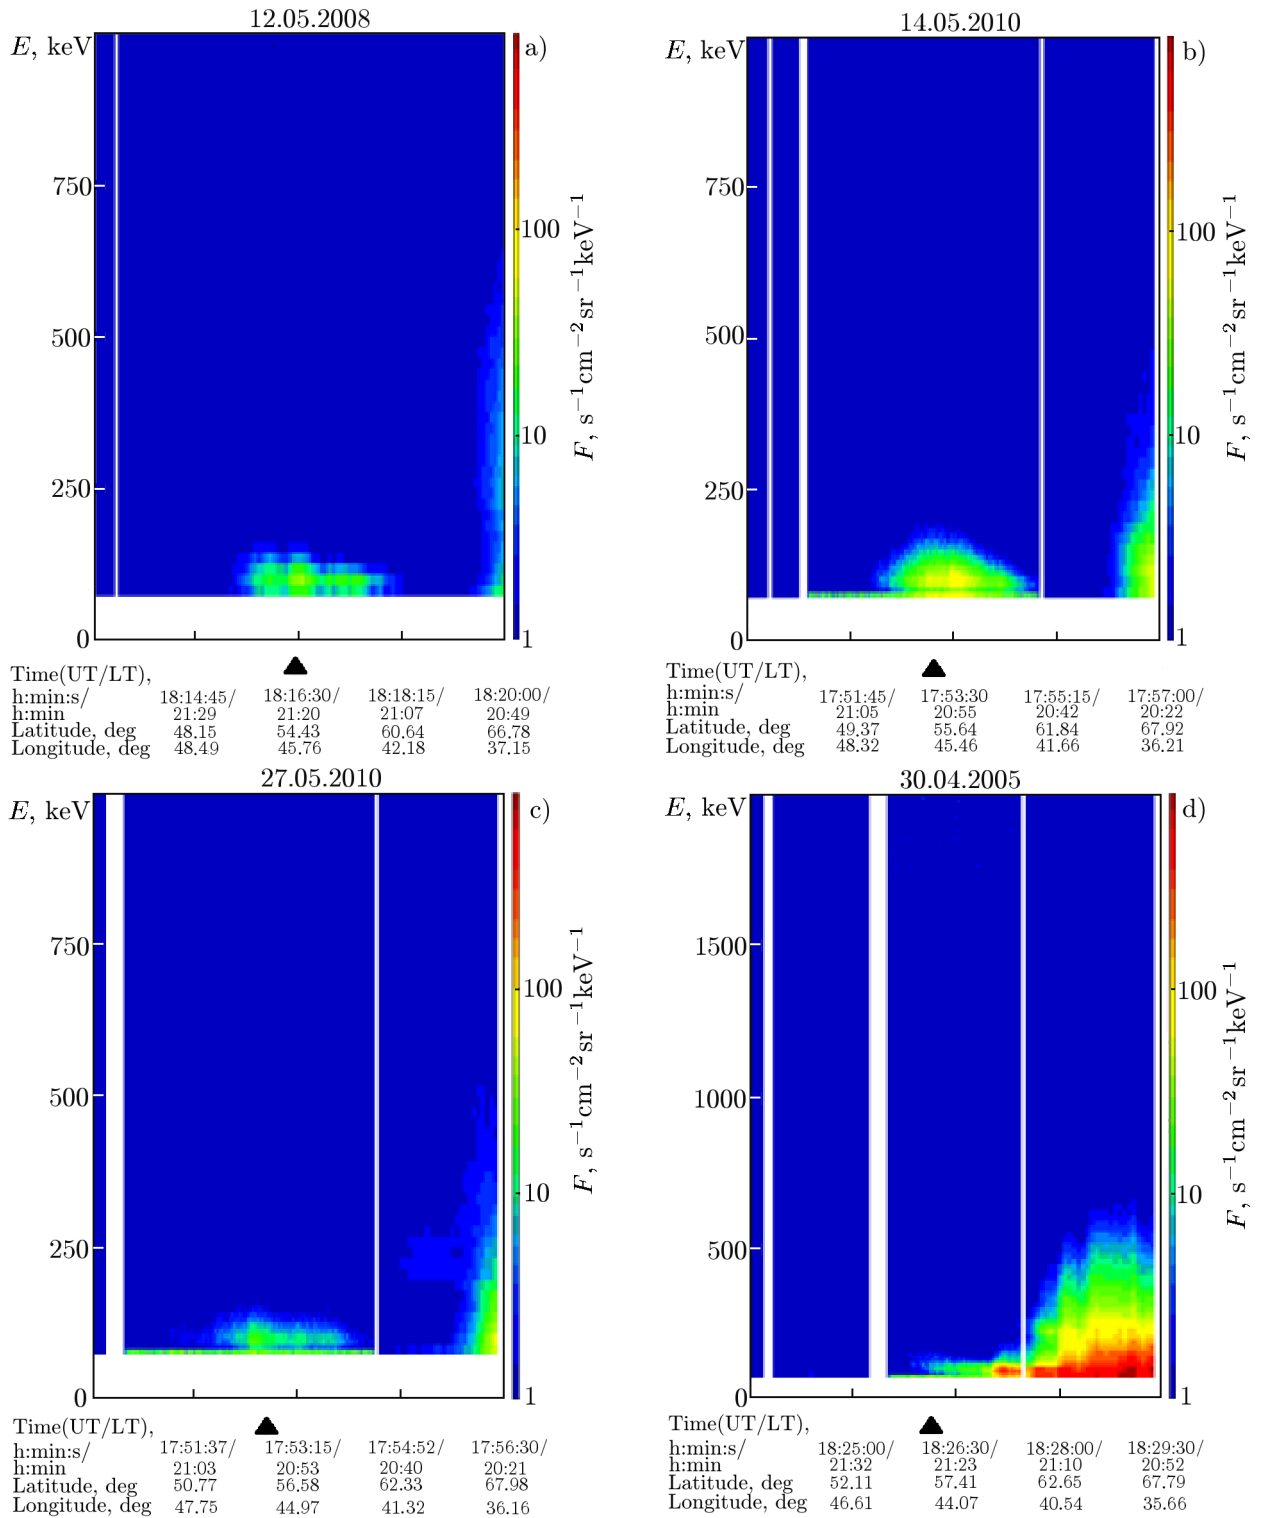 12.05.2008
E, keV
a)
750
500
250
0
100
10
1
F, s−1cm−2sr−1keV−1
Time(UT/LT),
h:min:s/ 18:14:45/ 18:16:30/ 18:18:15/ 18:20:00/
h:min 21:29 21:20 21:07 20:49
Latitude, deg 48.15 54.43 60.64 66.78
Longitude, deg 48.49 45.76 42.18 37.15
14.05.2010
E, keV
b)
750
500
250
0
100
10
1
F, s−1cm−2sr−1keV−1
Time(UT/LT),
h:min:s/ 17:51:45/ 17:53:30 17:55:15/ 17:57:00/
h:min 21:05 20:55 20:42 20:22
Latitude, deg 49.37 55.64 61.84 67.92
Longitude, deg 48.32 45.46 41.66 36.21
27.05.2010
E, keV
c)
750
500
250
0
100
10
1
F, s−1cm−2sr−1keV−1
Time(UT/LT),
h:min:s/ 17:51:37/ 17:53:15/ 17:54:52/ 17:56:30/
h:min 21:03 20:53 20:40 20:21
Latitude, deg 50.77 56.58 62.33 67.98
Longitude, deg 47.75 44.97 41.32 36.16
30.04.2005
E, keV
d)
1500
1000
500
0
100
10
1
F, s−1cm−2sr−1keV−1
Time(UT/LT),
h:min:s/ 18:25:00/ 18:26:30/ 18:28:00/ 18:29:30/
h:min 21:32 21:23 21:10 20:52
Latitude, deg 52.11 57.41 62.65 67.79
Longitude, deg 46.61 44.07 40.54 35.66